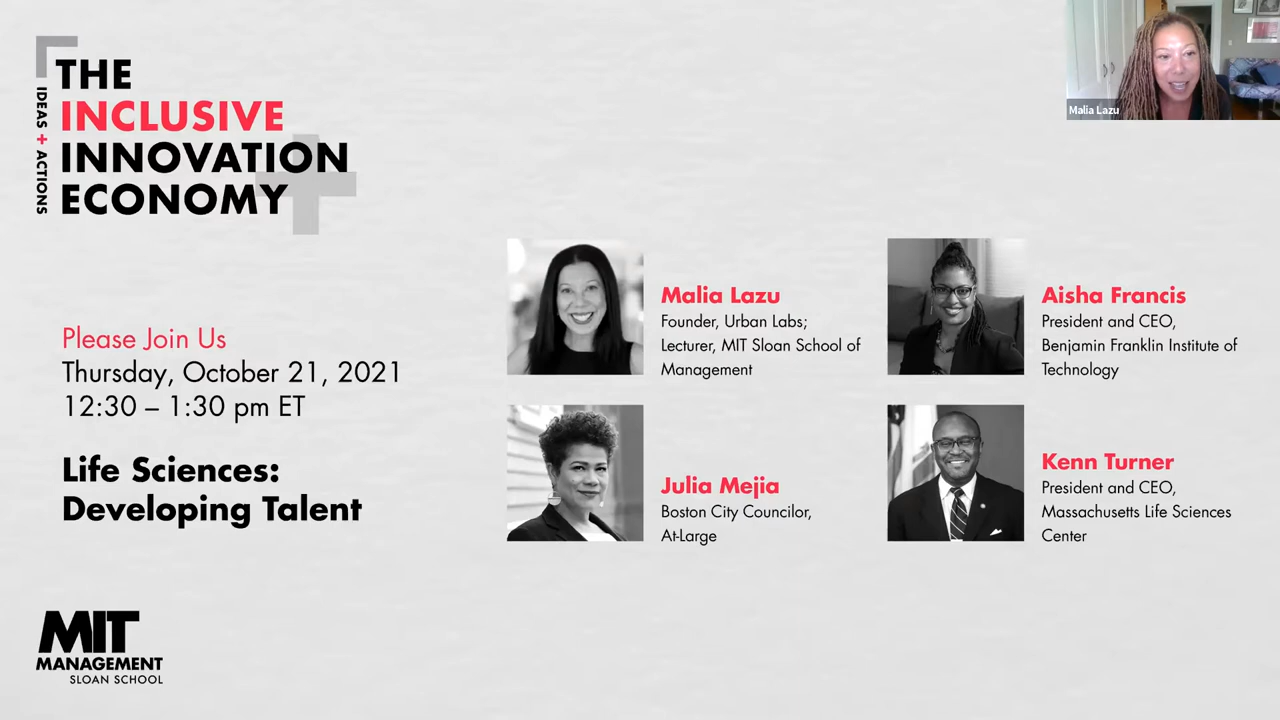 THE
INCLUSIVE
INNOVATION
ECONOMY
IDEAS + ACTIONS
Please Join Us
Thursday, October 21, 2021
12:30 – 1:30 pm ET
Life Sciences:
Developing Talent
MIT
MANAGEMENT
SLOAN SCHOOL
Malia Lazu
Founder, Urban Labs;
Lecturer, MIT Sloan School of
Management
Aisha Francis
President and CEO,
Benjamin Franklin Institute of
Technology
Julia Mejia
Boston City Councilor,
At-Large
Kenn Turner
President and CEO,
Massachusetts Life Sciences
Center
Malia Lazu